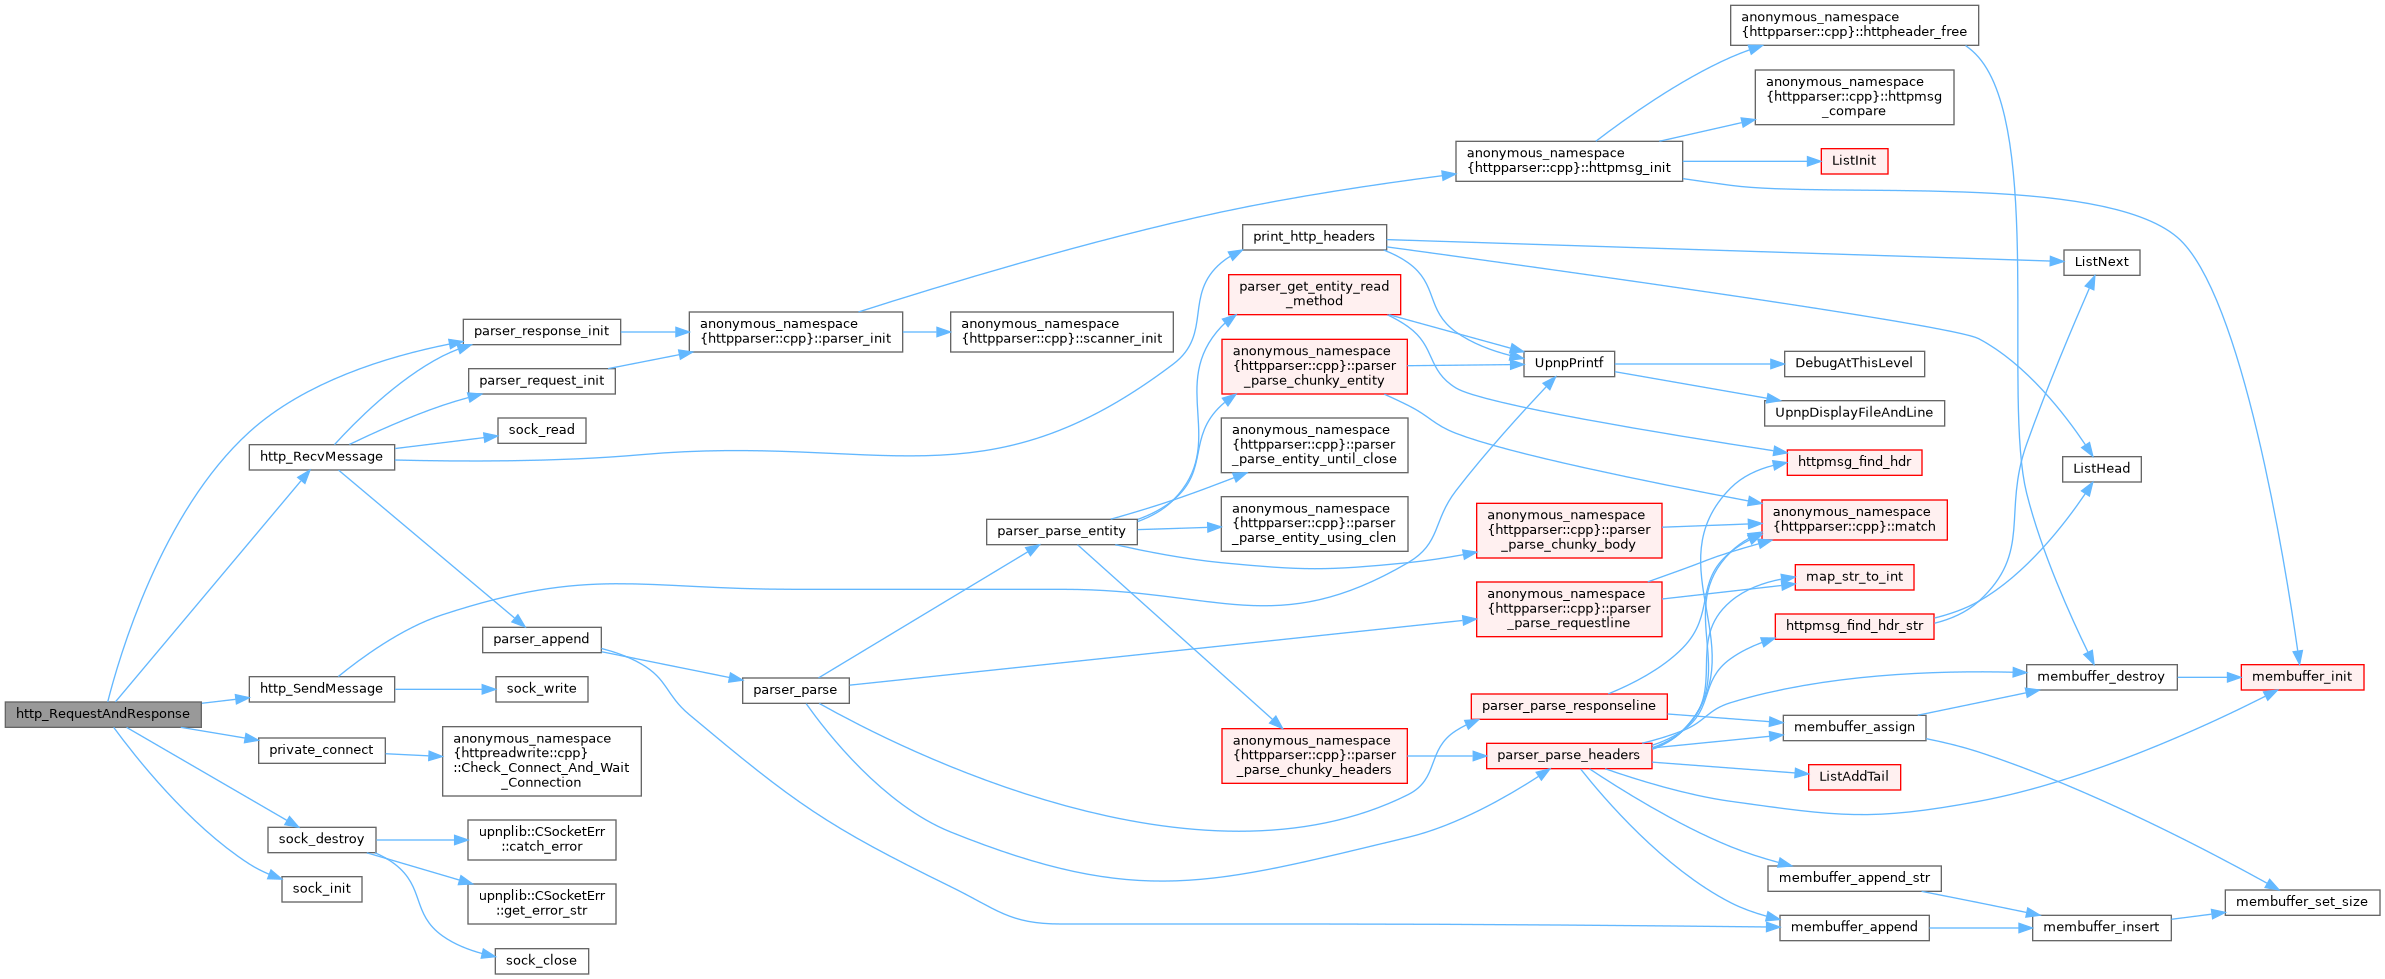 http_RequestAndResponse
http_RecvMessage
http_SendMessage
private_connect
sock_destroy
sock_init
parser_response_init
parser_request_init
sock_read
parser_append
sock_write
anonymous_namespace
{httpreadwrite::cpp}
::Check_Connect_And_Wait
_Connection
upnplib::CSocketErr
::catch_error
upnplib::CSocketErr
::get_error_str
sock_close
anonymous_namespace
{httpparser::cpp}::parser_init
parser_parse
anonymous_namespace
{httpparser::cpp}::scanner_init
parser_parse_entity
print_http_headers
parser_get_entity_read
_method
anonymous_namespace
{httpparser::cpp}::parser
_parse_chunky_entity
anonymous_namespace
{httpparser::cpp}::parser
_parse_entity_until_close
anonymous_namespace
{httpparser::cpp}::parser
_parse_entity_using_clen
anonymous_namespace
{httpparser::cpp}::parser
_parse_chunky_headers
anonymous_namespace
{httpparser::cpp}::httpmsg_init
UpnpPrintf
anonymous_namespace
{httpparser::cpp}::parser
_parse_chunky_body
anonymous_namespace
{httpparser::cpp}::parser
_parse_requestline
parser_parse_responseline
parser_parse_headers
anonymous_namespace
{httpparser::cpp}::httpheader_free
anonymous_namespace
{httpparser::cpp}::httpmsg
_compare
ListInit
DebugAtThisLevel
UpnpDisplayFileAndLine
httpmsg_find_hdr
anonymous_namespace
{httpparser::cpp}::match
map_str_to_int
httpmsg_find_hdr_str
membuffer_assign
ListAddTail
membuffer_append_str
membuffer_append
ListNext
ListHead
membuffer_destroy
membuffer_insert
membuffer_init
membuffer_set_size